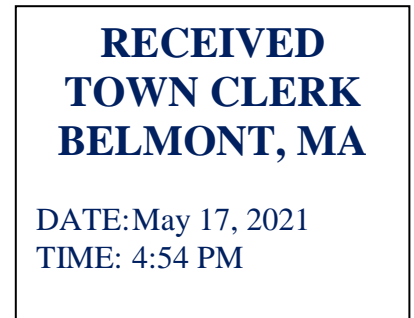 RECEIVED
TOWN CLERK
BELMONT, MA
DATE:May 17, 2021
TIME: 4:54 PM